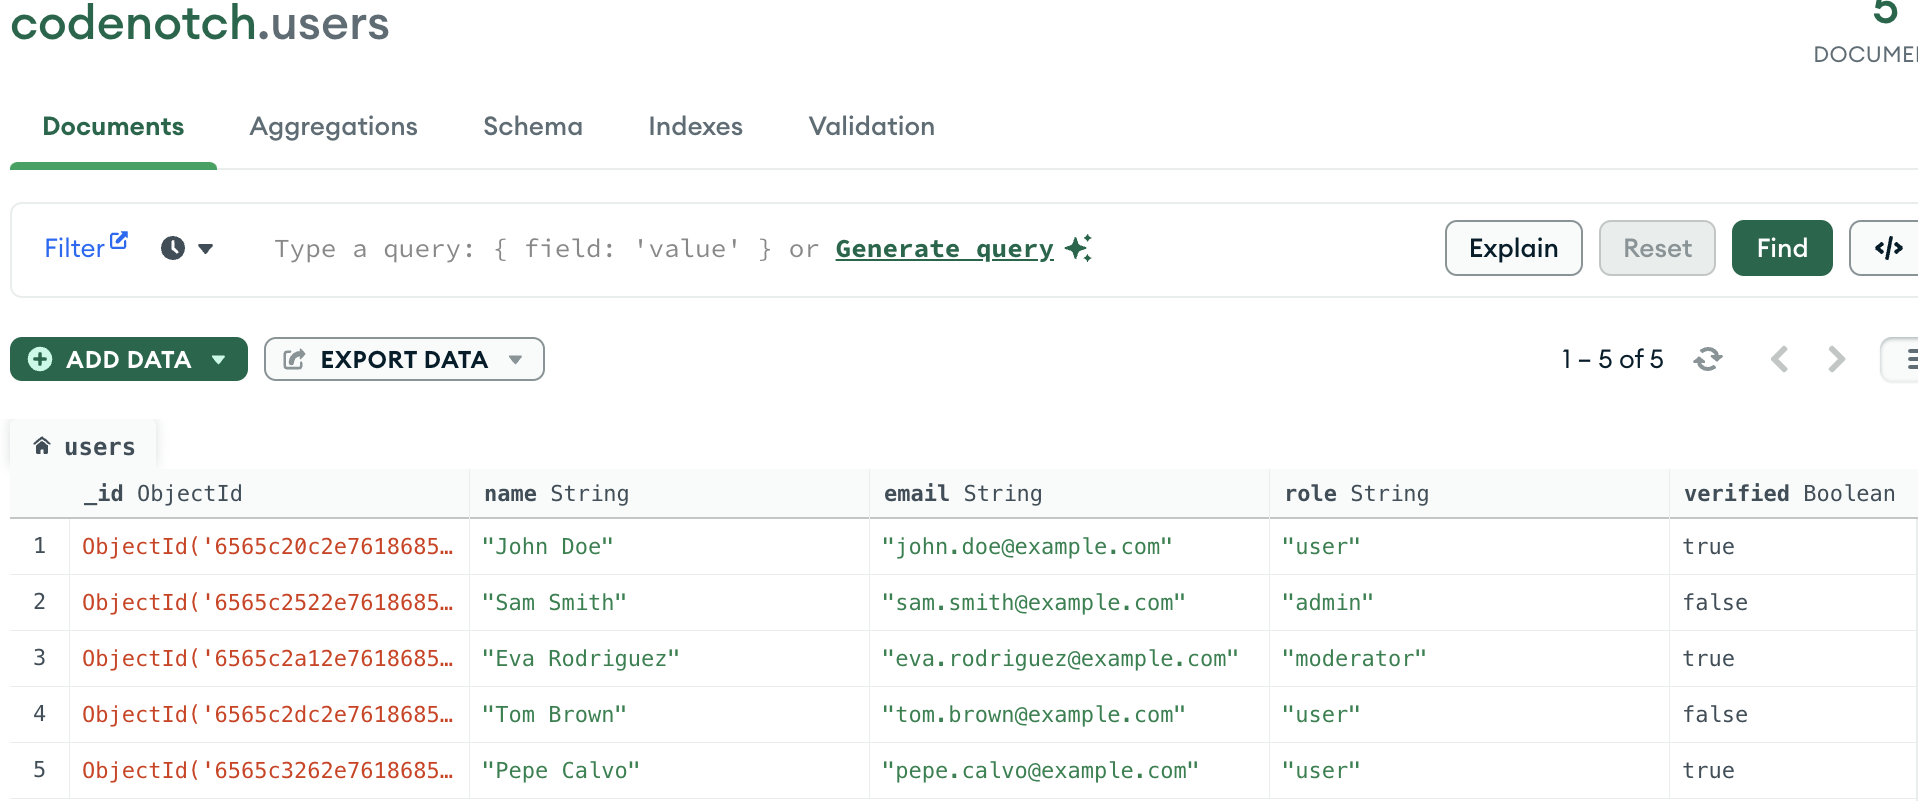 codenotch.users
5
Documents Aggregations Schema Indexes Validation
Filter Type a query: { field: 'value' } or Generate query Explain Reset Find </>
ADD DATA EXPORT DATA 1 – 5 of 5
users
_id ObjectId name String email String role String verified Boolean
1 ObjectId('6565c20c2e7618685… "John Doe" "john.doe@example.com" "user" true
2 ObjectId('6565c2522e7618685… "Sam Smith" "sam.smith@example.com" "admin" false
3 ObjectId('6565c2a12e7618685… "Eva Rodriguez" "eva.rodriguez@example.com" "moderator" true
4 ObjectId('6565c2dc2e7618685… "Tom Brown" "tom.brown@example.com" "user" false
5 ObjectId('6565c3262e7618685… "Pepe Calvo" "pepe.calvo@example.com" "user" true